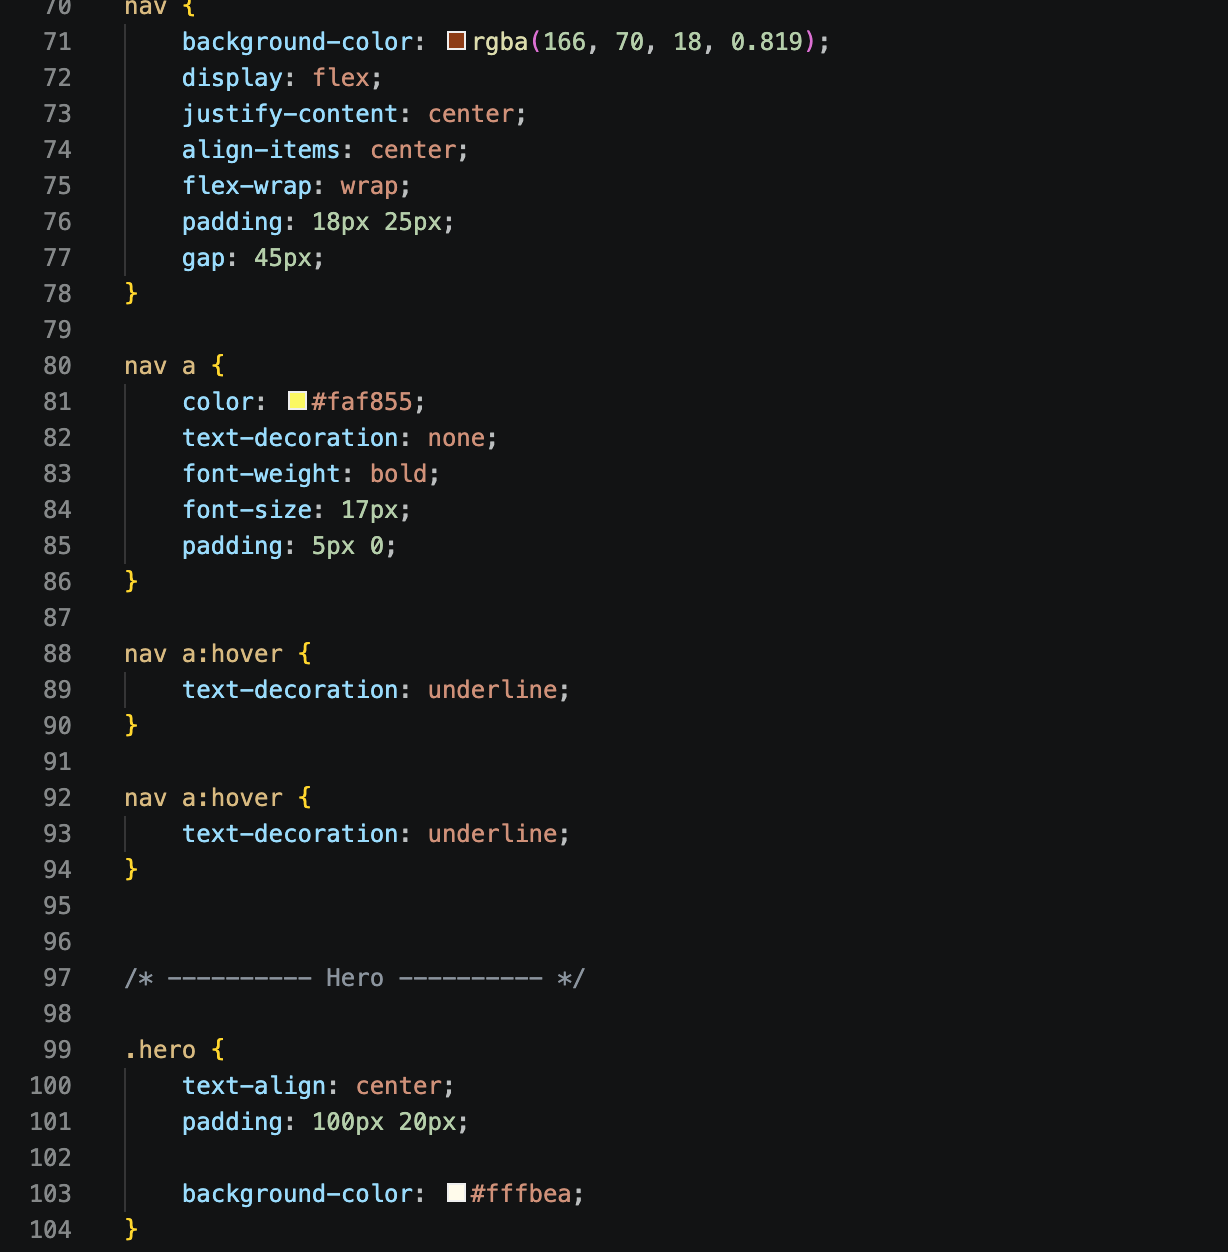 70 nav {
71 background-color: rgba(166, 70, 18, 0.819);
72 display: flex;
73 justify-content: center;
74 align-items: center;
75 flex-wrap: wrap;
76 padding: 18px 25px;
77 gap: 45px;
78 }
79
80 nav a {
81 color: #faf855;
82 text-decoration: none;
83 font-weight: bold;
84 font-size: 17px;
85 padding: 5px 0;
86 }
87
88 nav a:hover {
89 text-decoration: underline;
90 }
91
92 nav a:hover {
93 text-decoration: underline;
94 }
95
96
97 /* ---------- Hero ---------- */
98
99 .hero {
100 text-align: center;
101 padding: 100px 20px;
102
103 background-color: #fffbea;
104 }